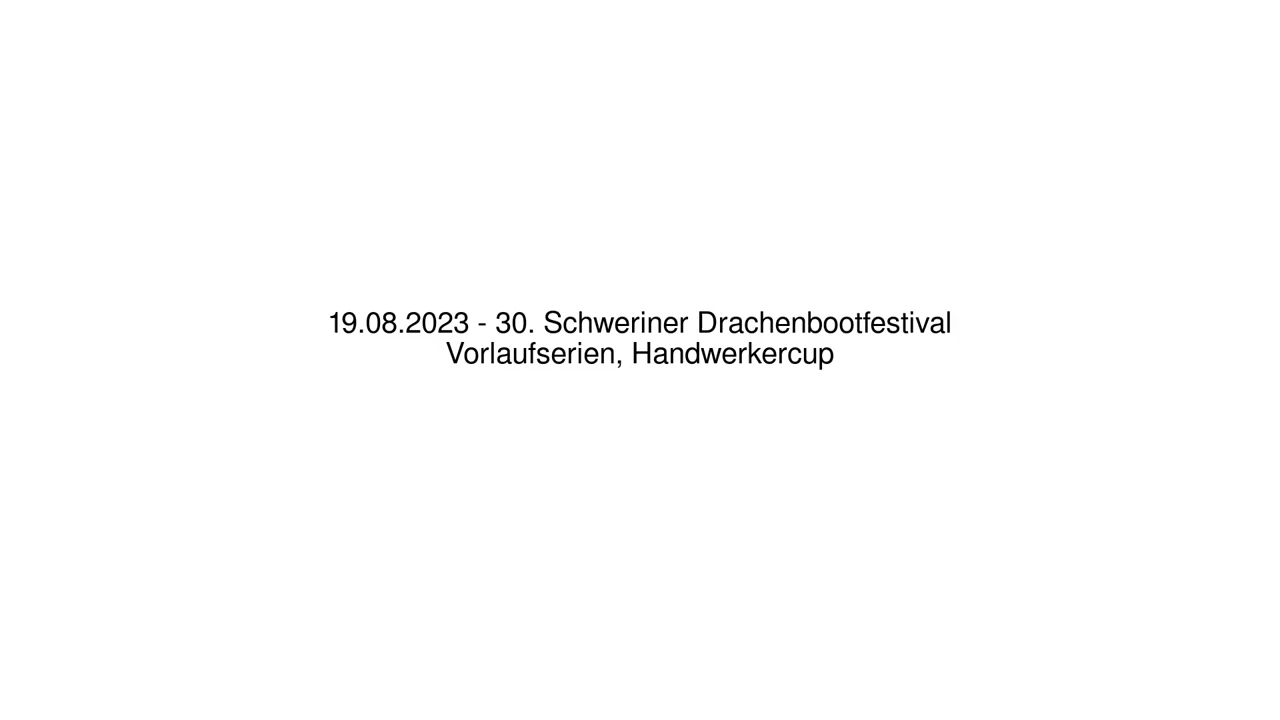 19.08.2023 - 30. Schweriner Drachenbootfestival
Vorlaufserien, Handwerkercup